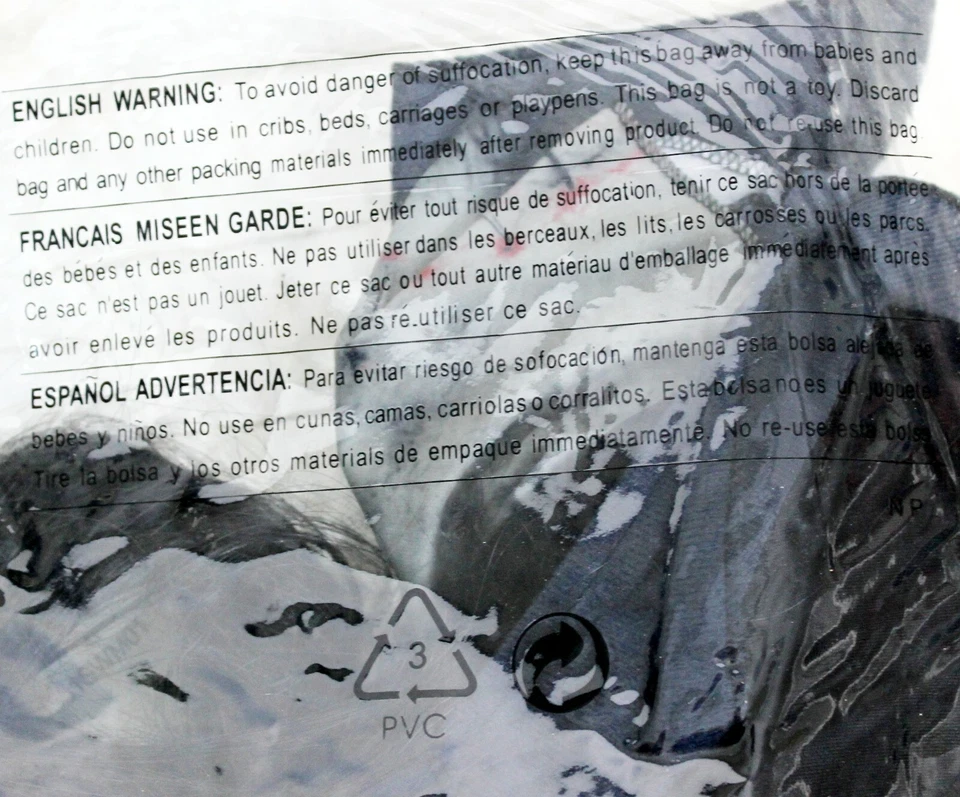 ENGLISH WARNING: To avoid danger of suffocation, keep this bag away from babies and
children. Do not use in cribs, beds, carriages or playpens. This bag is not a toy. Discard
bag and any other packing materials immediately after removing product. Do not re-use this bag.
FRANCAIS MISEEN GARDE: Pour éviter tout risque de suffocation, tenir ce sac hors de la portée
des bébés et des enfants. Ne pas utiliser dans les berceaux, les lits, les carrosses ou les parcs.
Ce sac n'est pas un jouet. Jeter ce sac ou tout autre matériau d'emballage immédiatement après
avoir enlevé les produits. Ne pas re-utiliser ce sac.
ESPAÑOL ADVERTENCIA: Para evitar riesgo de sofocación, mantenga esta bolsa
bebes y niños. No use en cunas, camas, carriolas o corralitos. Esta bolsa no es un juguete
Tire la bolsa y los otros materiales de empaque immediatamente. No re-use esta bolsa
NP
3
PVC